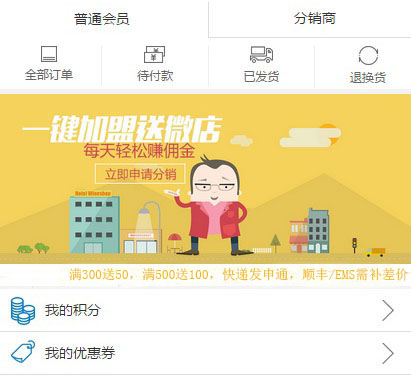 普通会员 分销商
全部订单 待付款 已发货 退换货
一键加盟送微店
每天轻松赚佣金
立即申请分销
满300送50，满500送100，快递发申通，顺丰/EMS需补差价
我的积分
我的优惠券